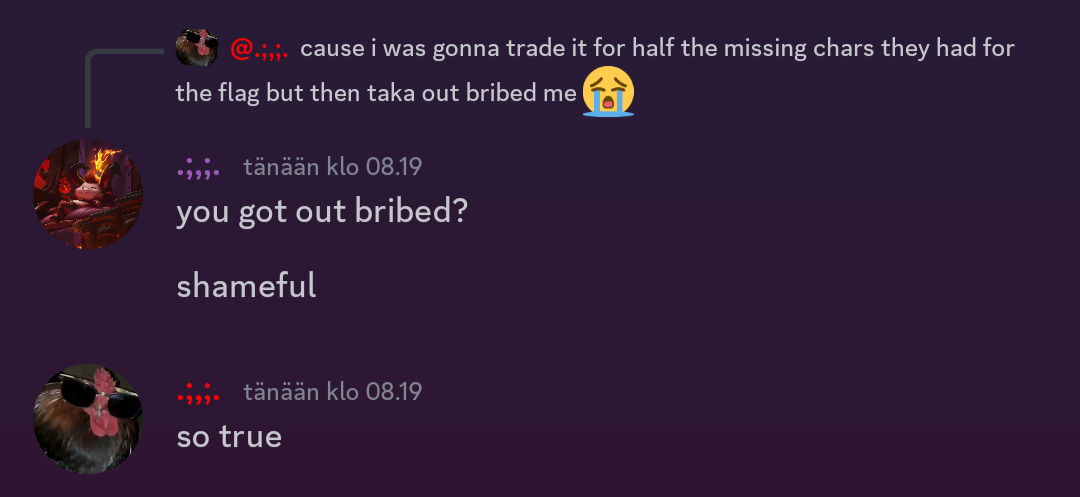 @.;,;. cause i was gonna trade it for half the missing chars they had for
the flag but then taka out bribed me 😭
.;,;. tänään klo 08.19
you got out bribed?
shameful
.;,;. tänään klo 08.19
so true